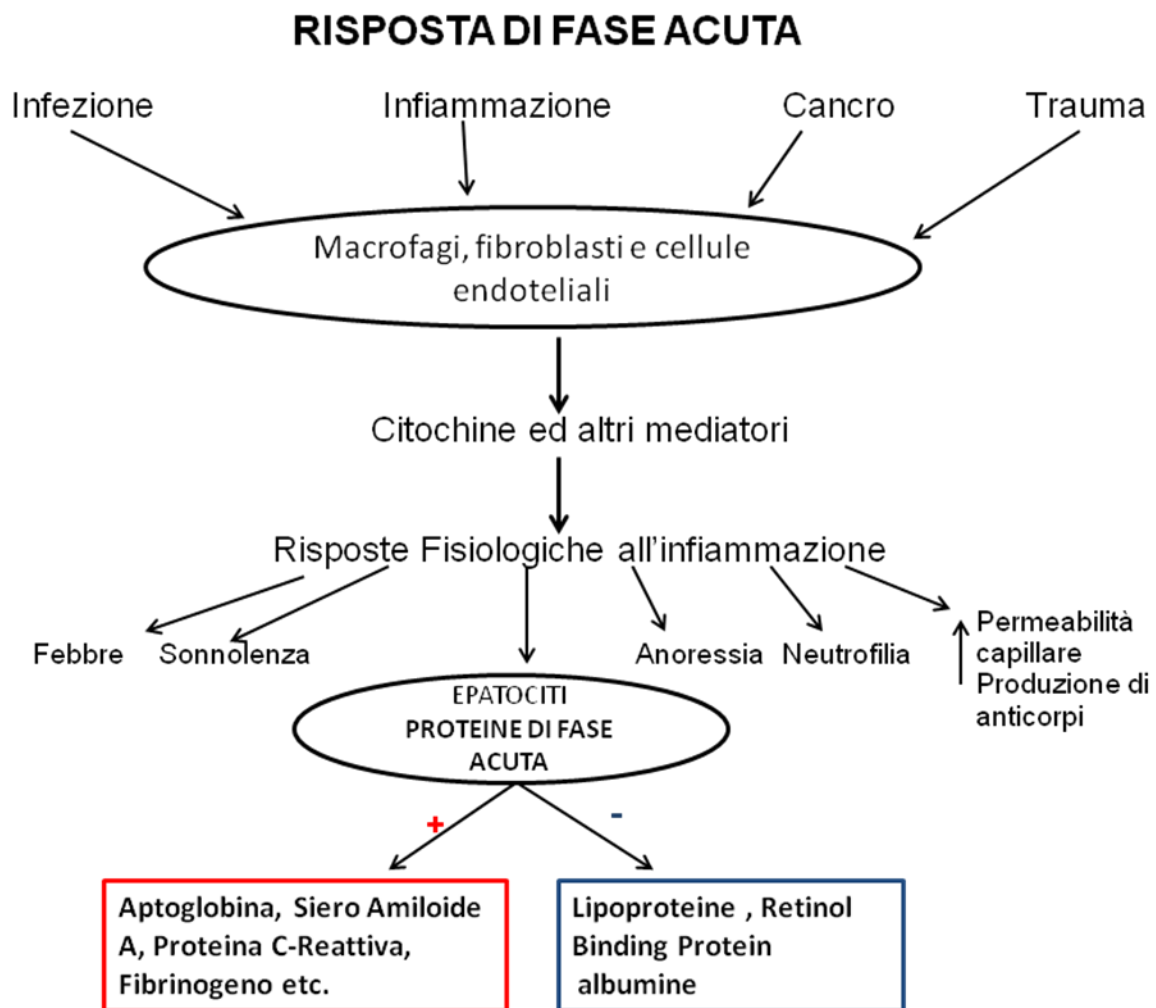 RISPOSTA DI FASE ACUTA
Infezione
Infiammazione
Cancro
Trauma
Macrofagi, fibroblasti e cellule
endoteliali
Citochine ed altri mediatori
Risposte Fisiologiche all'infiammazione
Febbre
Sonnolenza
Anoressia
Neutrofilia
Permeabilità
capillare
Produzione di
anticorpi
EPATOCITI
PROTEINE DI FASE
ACUTA
+
-
Aptoglobina, Siero Amiloide
A, Proteina C-Reattiva,
Fibrinogeno etc.
Lipoproteine , Retinol
Binding Protein
albumine